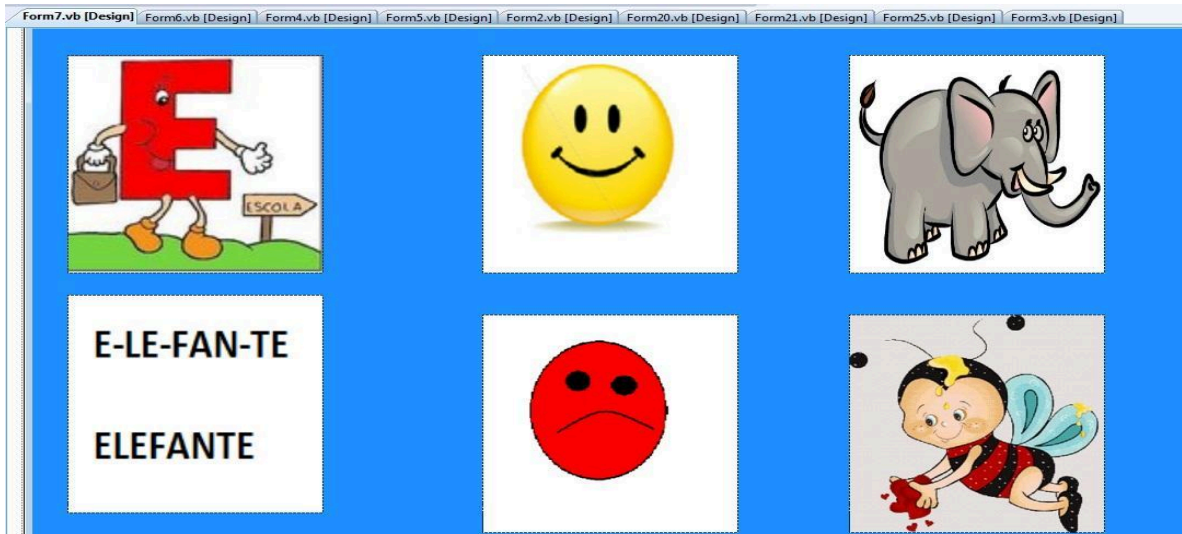 Form7.vb [Design] Form6.vb [Design] Form4.vb [Design] Form5.vb [Design] Form2.vb [Design] Form20.vb [Design] Form21.vb [Design] Form25.vb [Design] Form3.vb [Design]
ESCOLA
E-LE-FAN-TE
ELEFANTE